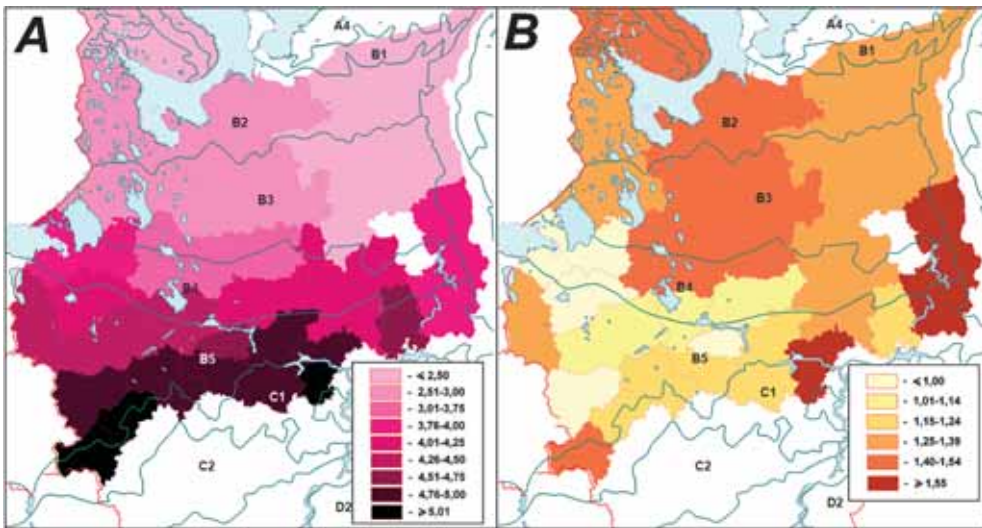 A
A4
B1
B2
B3
B4
B5
C1
C2
D2
- ⩽ 2,50
- 2,51-3,00
- 3,01-3,75
- 3,76-4,00
- 4,01-4,25
- 4,26-4,50
- 4,51-4,75
- 4,76-5,00
- ⩾ 5,01
B
A4
B1
B2
B3
B4
B5
C1
C2
D2
- ⩽ 1,00
- 1,01-1,14
- 1,15-1,24
- 1,25-1,39
- 1,40-1,54
- ⩾ 1,55